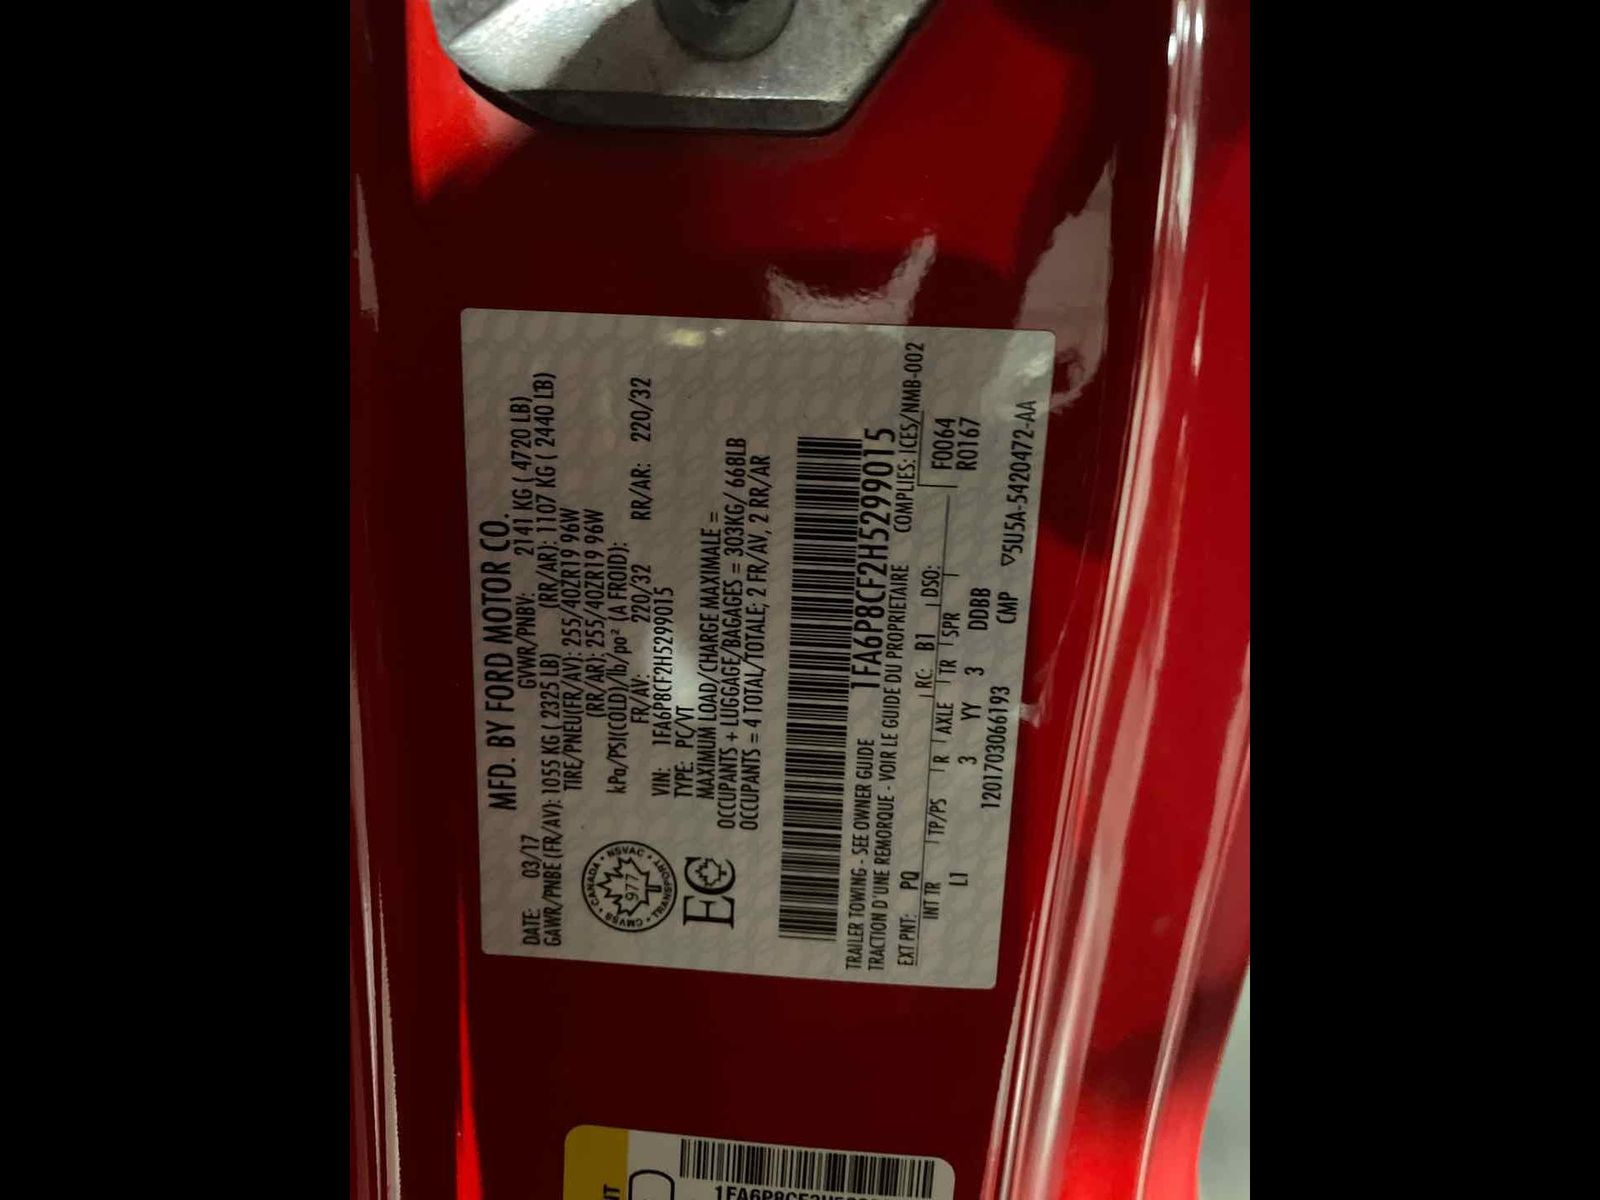 MFD. BY FORD MOTOR CO.
DATE: 03/17 GVWR/PNBV: 2141 KG ( 4720 LB)
GAWR/PNBE (FR/AV): 1055 KG ( 2325 LB) (RR/AR): 1107 KG ( 2440 LB)
TIRE/PNEU(FR/AV): 255/40ZR19 96W
(RR/AR): 255/40ZR19 96W
kPa/PSI(COLD)/lb/po² (A FROID):
FR/AV: 220/32 RR/AR: 220/32
VIN: 1FA6P8CF2H5299015
TYPE: PC/VT
MAXIMUM LOAD/CHARGE MAXIMALE =
OCCUPANTS + LUGGAGE/BAGAGES = 303KG/ 668LB
OCCUPANTS = 4 TOTAL/TOTALE; 2 FR/AV, 2 RR/AR
CANADA • NSVAC • TRANSPORT • CMVSS
977
EC
1FA6P8CF2H5299015
TRAILER TOWING - SEE OWNER GUIDE
TRACTION D'UNE REMORQUE - VOIR LE GUIDE DU PROPRIETAIRE COMPLIES: ICES/NMB-002
EXT PNT: PQ RC: B1 DSO: F0064
INT TR TP/PS R AXLE TR SPR R0167
L1 3 YY 3 DDBB
1201703066193 CMP ▽5U5A-5420472-AA